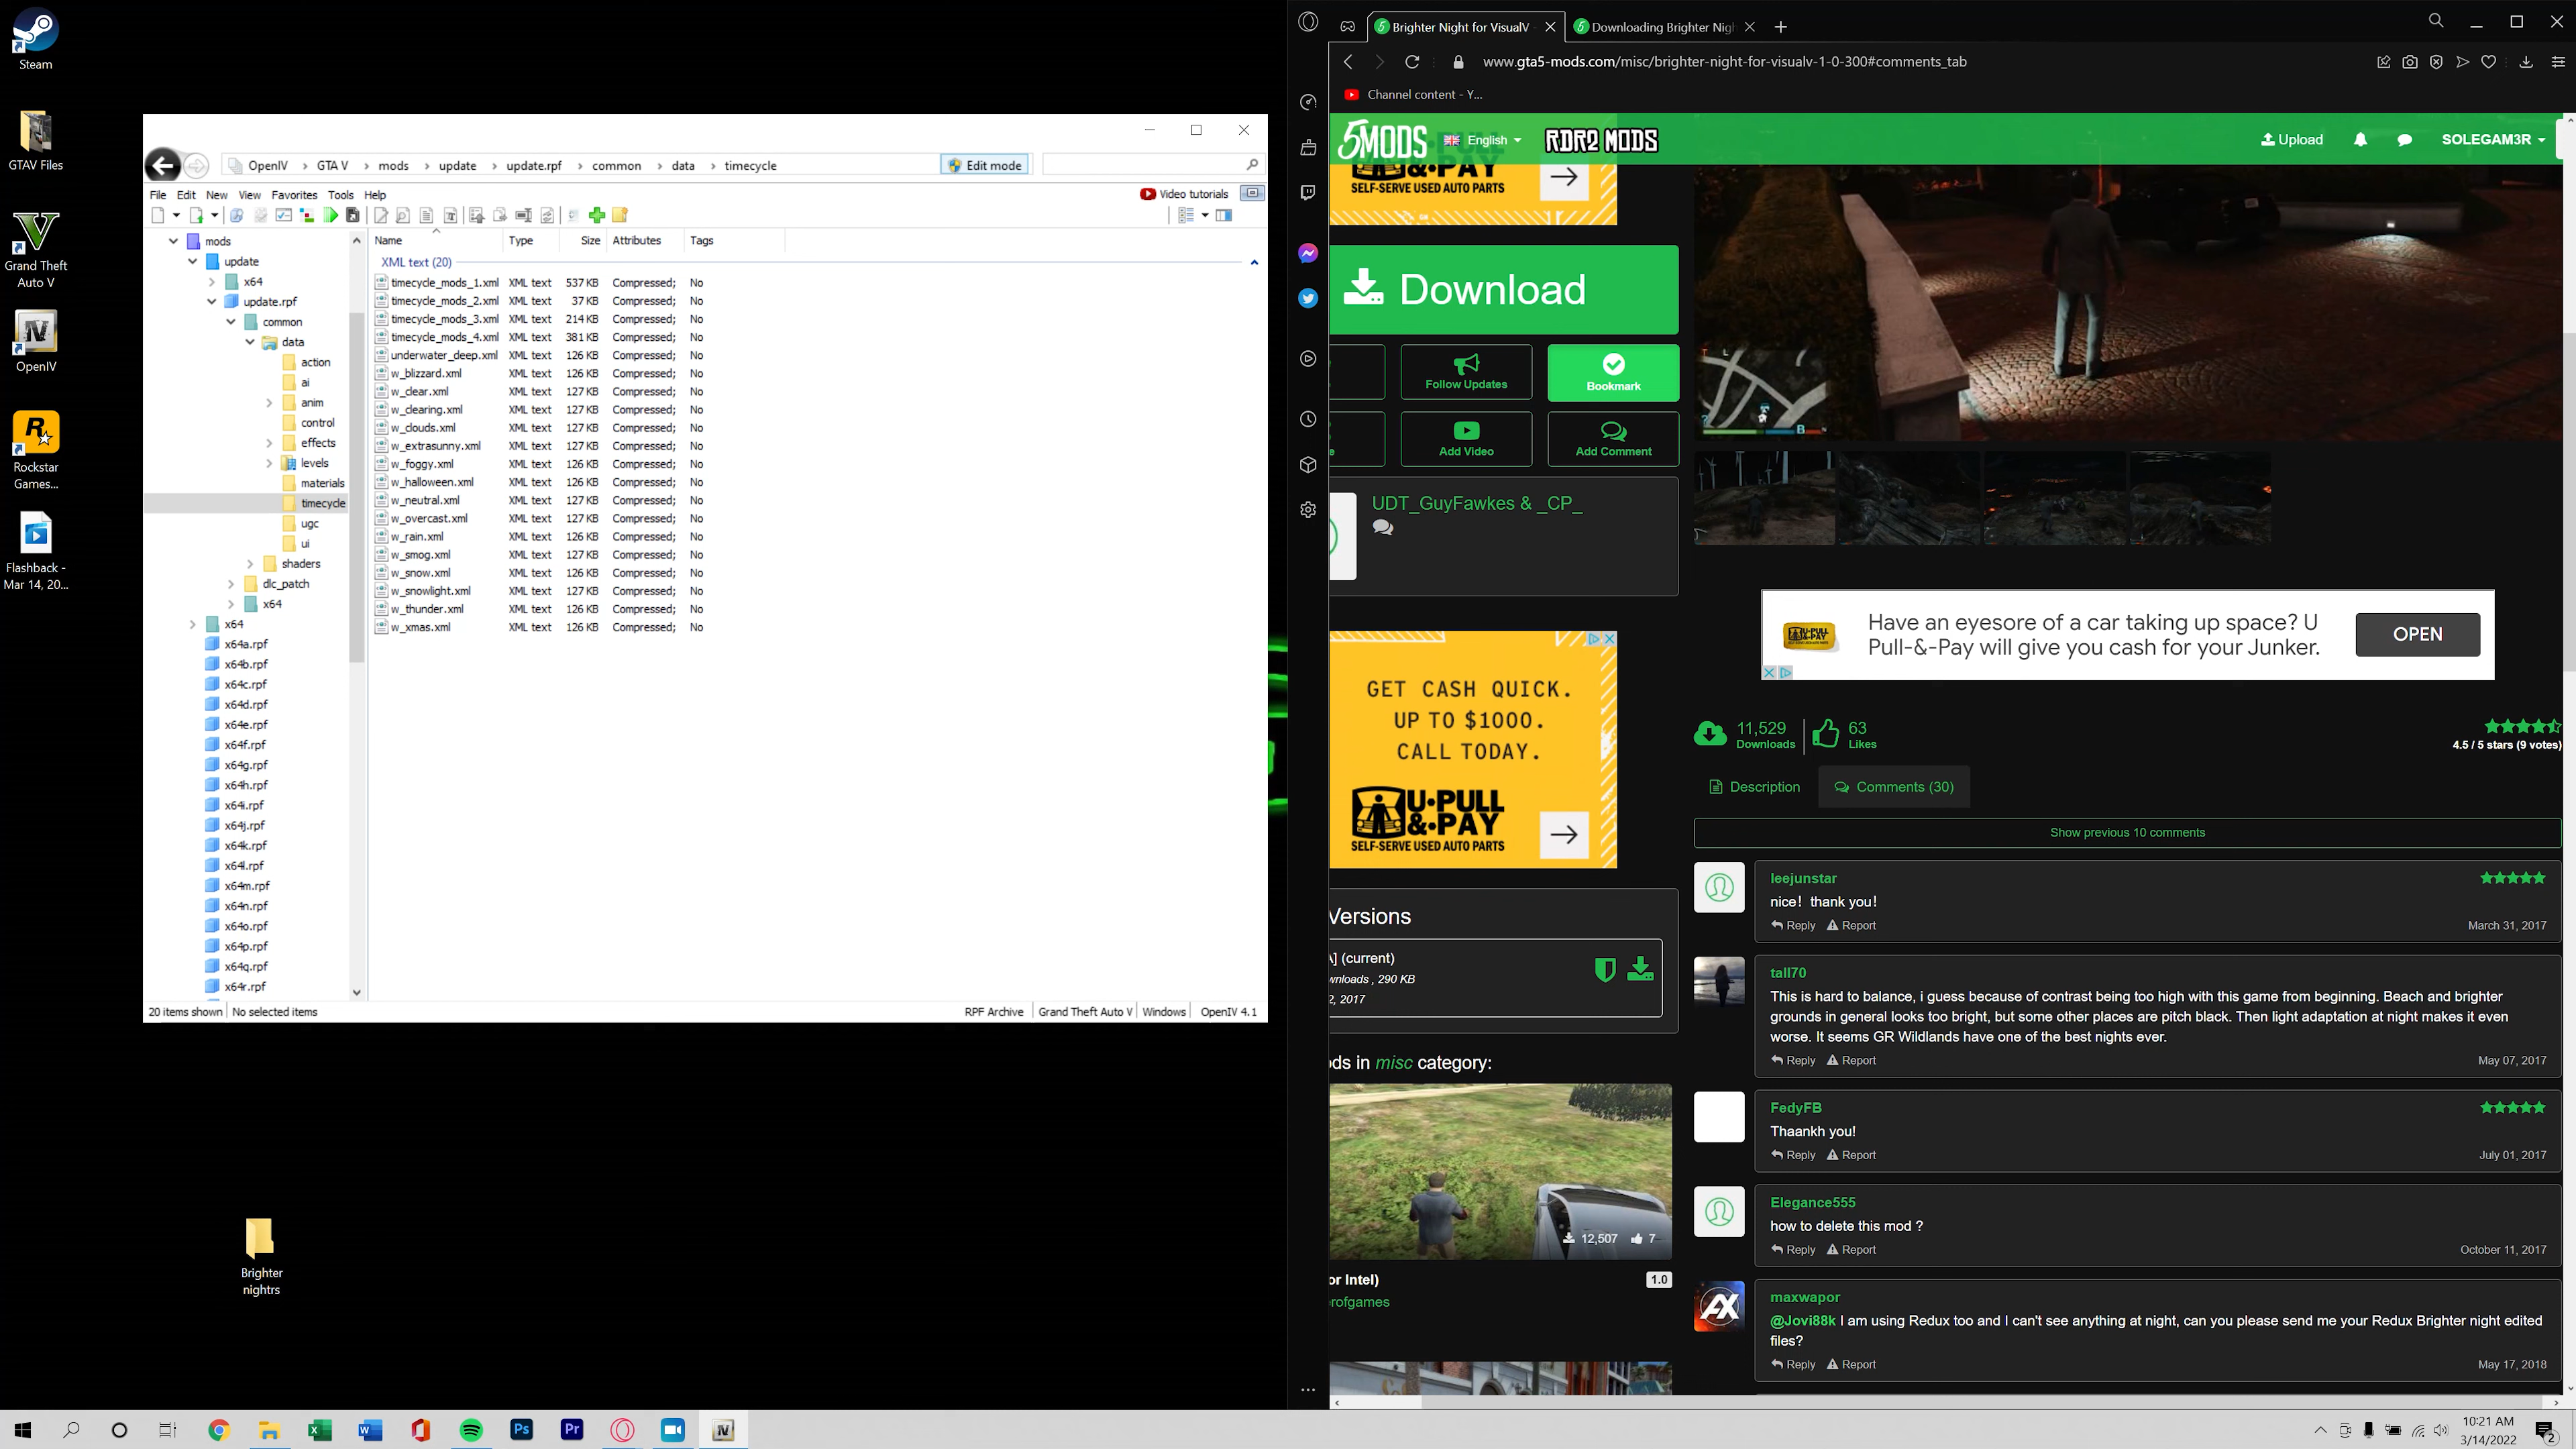 Steam
GTAV Files
Grand Theft
Auto V
OpenIV
Rockstar
Games...
Flashback -
Mar 14, 20...
Brighter
nightrs
OpenIV
GTA V
mods
update
update.rpf
common
data
timecycle
Edit mode
File
Edit
New
View
Favorites
Tools
Help
Video tutorials
mods
update
x64
update.rpf
common
data
action
ai
anim
control
effects
levels
materials
timecycle
ugc
ui
shaders
dlc_patch
x64
x64
x64a.rpf
x64b.rpf
x64c.rpf
x64d.rpf
x64e.rpf
x64f.rpf
x64g.rpf
x64h.rpf
x64i.rpf
x64j.rpf
x64k.rpf
x64l.rpf
x64m.rpf
x64n.rpf
x64o.rpf
x64p.rpf
x64q.rpf
x64r.rpf
Name Type Size Attributes Tags
XML text (20)
timecycle_mods_1.xml XML text 537 KB Compressed; No
timecycle_mods_2.xml XML text 37 KB Compressed; No
timecycle_mods_3.xml XML text 214 KB Compressed; No
timecycle_mods_4.xml XML text 381 KB Compressed; No
underwater_deep.xml XML text 126 KB Compressed; No
w_blizzard.xml XML text 126 KB Compressed; No
w_clear.xml XML text 127 KB Compressed; No
w_clearing.xml XML text 127 KB Compressed; No
w_clouds.xml XML text 127 KB Compressed; No
w_extrasunny.xml XML text 127 KB Compressed; No
w_foggy.xml XML text 126 KB Compressed; No
w_halloween.xml XML text 126 KB Compressed; No
w_neutral.xml XML text 127 KB Compressed; No
w_overcast.xml XML text 127 KB Compressed; No
w_rain.xml XML text 126 KB Compressed; No
w_smog.xml XML text 127 KB Compressed; No
w_snow.xml XML text 126 KB Compressed; No
w_snowlight.xml XML text 127 KB Compressed; No
w_thunder.xml XML text 126 KB Compressed; No
w_xmas.xml XML text 126 KB Compressed; No
20 items shown
No selected items
RPF Archive
Grand Theft Auto V
Windows
OpenIV 4.1
Brighter Night for VisualV
Downloading Brighter Nig
www.gta5-mods.com/misc/brighter-night-for-visualv-1-0-300#comments_tab
Channel content - Y...
5MODS
English
RDR2 MODS
Upload
SOLEGAM3R
&•PAY
SELF-SERVE USED AUTO PARTS
Download
Follow Updates
Bookmark
e
Add Video
Add Comment
UDT_GuyFawkes & _CP_
GET CASH QUICK.
UP TO $1000.
CALL TODAY.
U•PULL
&•PAY
SELF-SERVE USED AUTO PARTS
Versions
A] (current)
wnloads , 290 KB
2, 2017
ods in misc category:
12,507
7
or Intel)
1.0
rofgames
B
Have an eyesore of a car taking up space? U
Pull-&-Pay will give you cash for your Junker.
OPEN
11,529
Downloads
63
Likes
4.5 / 5 stars (9 votes)
Description
Comments (30)
Show previous 10 comments
leejunstar
nice！thank you!
Reply
Report
March 31, 2017
tall70
This is hard to balance, i guess because of contrast being too high with this game from beginning. Beach and brighter
grounds in general looks too bright, but some other places are pitch black. Then light adaptation at night makes it even
worse. It seems GR Wildlands have one of the best nights ever.
Reply
Report
May 07, 2017
FedyFB
Thaankh you!
Reply
Report
July 01, 2017
Elegance555
how to delete this mod ?
Reply
Report
October 11, 2017
maxwapor
@Jovi88k I am using Redux too and I can't see anything at night, can you please send me your Redux Brighter night edited
files?
Reply
Report
May 17, 2018
10:21 AM
3/14/2022
2